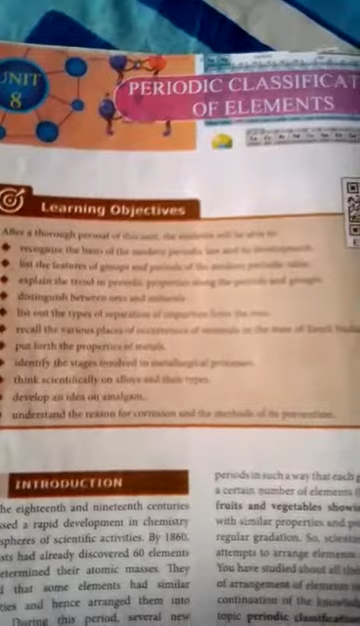 UNIT
8
PERIODIC CLASSIFICAT
OF ELEMENTS
Learning Objectives
After a thorough perusal of this unit, the students will be able to:
recognize the basis of the modern periodic law and its development.
list the features of groups and periods of the modern periodic table.
explain the trend in periodic properties along the periods and groups.
distinguish between ores and minerals
list out the types of separation of impurities from the ores.
recall the various places of occurrence of minerals in the state of Tamil Nadu
put forth the properties of metals.
identify the stages involved in metallurgical processes.
think scientifically on alloys and their types.
develop an idea on amalgam.
understand the reason for corrosion and the methods of its prevention.
INTRODUCTION
he eighteenth and nineteenth centuries
ssed a rapid development in chemistry
spheres of scientific activities. By 1860,
sts had already discovered 60 elements
etermined their atomic masses. They
d that some elements had similar
ties and hence arranged them into
During this period, several new
periods in such a way that each
a certain number of elements
fruits and vegetables showi
with similar properties and
regular gradation. So, scienti
attempts to arrange elements
You have studied about
of arrangement of elements
continuation of the knowle
topic periodic classifica